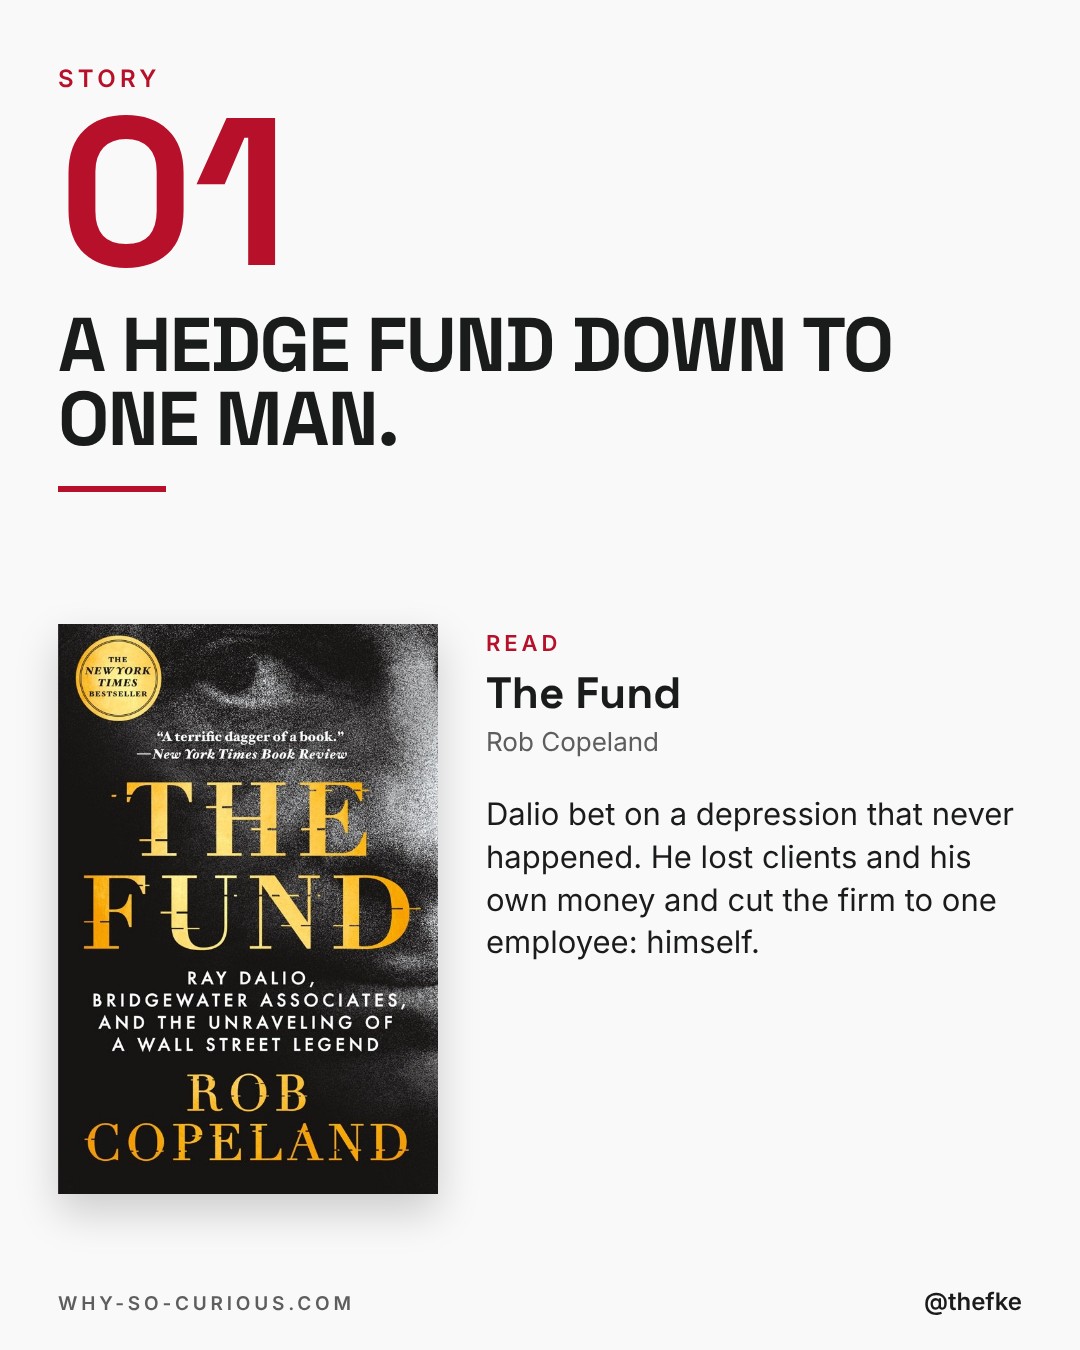 STORY
01
A HEDGE FUND DOWN TO
ONE MAN.
THE
NEW YORK
TIMES
BESTSELLER
“A terrific dagger of a book.”
—New York Times Book Review
THE
FUND
RAY DALIO,
BRIDGEWATER ASSOCIATES,
AND THE UNRAVELING OF
A WALL STREET LEGEND
ROB
COPELAND
READ
The Fund
Rob Copeland
Dalio bet on a depression that never
happened. He lost clients and his
own money and cut the firm to one
employee: himself.
WHY-SO-CURIOUS.COM
@thefke